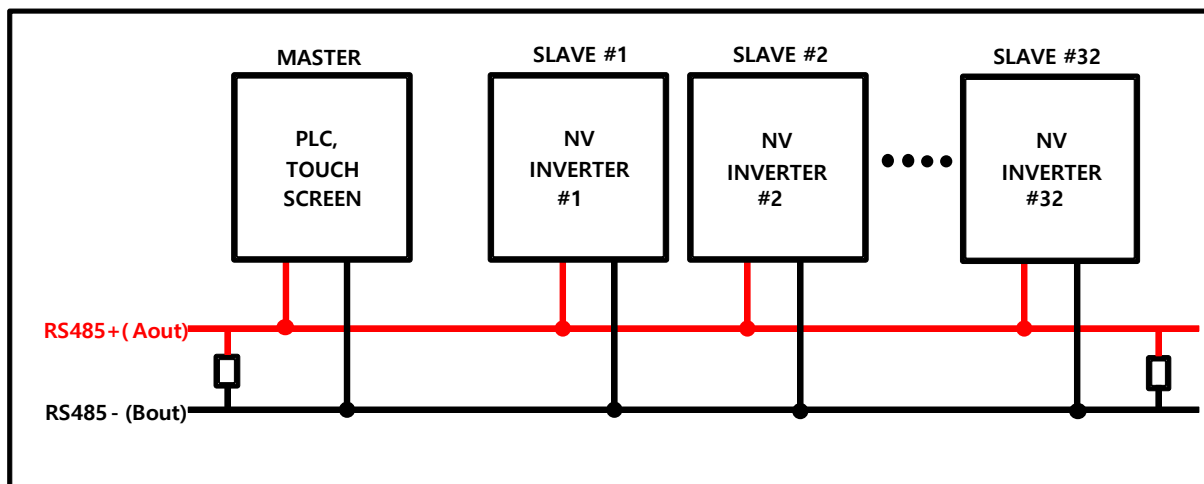 MASTER
SLAVE #1
SLAVE #2
SLAVE #32
PLC,
TOUCH
SCREEN
NV
INVERTER
#1
NV
INVERTER
#2
NV
INVERTER
#32
RS485+( Aout)
RS485 - (Bout)